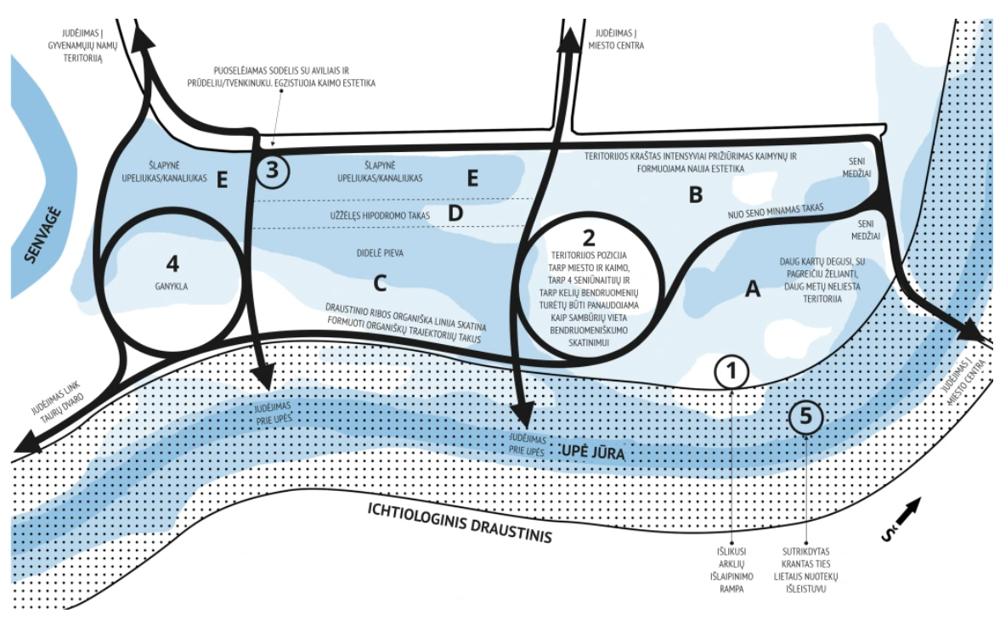 JUDĖJIMAS Į
GYVENAMŲJŲ NAMŲ
TERITORIJĄ
JUDĖJIMAS Į
MIESTO CENTRA
PUOSELĖJAMAS SODELIS SU AVILIAIS IR
PRŪDELIU/TVENKINUKU. EGZISTUOJA KAIMO ESTETIKA
ŠLAPYNĖ
UPELIUKAS/KANALIUKAS
E
3
ŠLAPYNĖ
UPELIUKAS/KANALIUKAS
E
TERITORIJOS KRAŠTAS INTENSYVIAI PRIŽIŪRIMAS KAIMYNŲ IR
FORMUOJAMA NAUJA ESTETIKA
B
SENI
MEDŽIAI
SENVAGĖ
UŽŽĖLĘS HIPODROMO TAKAS
D
NUO SENO MINAMAS TAKAS
SENI
MEDŽIAI
4
GANYKLA
DIDELĖ PIEVA
C
2
TERITORIJOS POZICIJA
TARP MIESTO IR KAIMO,
TARP 4 SENIŪNAITIJŲ IR
TARP KELIŲ BENDRUOMENIŲ
TURĖTŲ BŪTI PANAUDOJAMA
KAIP SAMBŪRIŲ VIETA
BENDRUOMENIŠKUMO
SKATINIMUI
A
DAUG KARTŲ DEGUSI, SU
PAGREIČIU ŽELIANTI,
DAUG METŲ NELIESTA
TERITORIJA
DRAUSTINIO RIBOS ORGANIŠKA LINIJA SKATINA
FORMUOTI ORGANIŠKŲ TRAJEKTORIJŲ TAKUS
1
JUDĖJIMAS LINK
TAURŲ DVARO
JUDĖJIMAS
PRIE UPĖS
JUDĖJIMAS
PRIE UPĖS
UPĖ JŪRA
5
JUDĖJIMAS Į
MIESTO CENTRA
ICHTIOLOGINIS DRAUSTINIS
Š
IŠLIKUSI
ARKLIŲ
IŠLAIPINIMO
RAMPA
SUTRIKDYTAS
KRANTAS TIES
LIETAUS NUOTEKŲ
IŠLEISTUVU